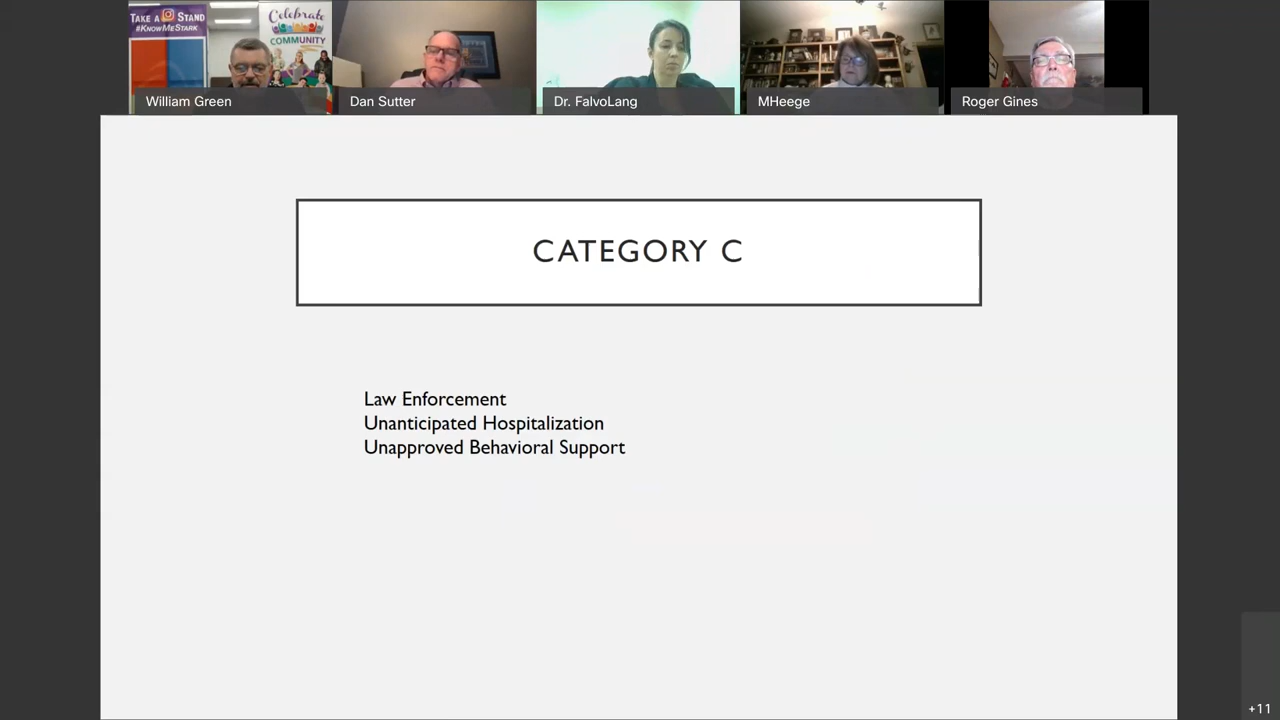 TAKE A STAND
#KNOWMESTARK
Celebrate
COMMUNITY
William Green
Dan Sutter
Dr. FalvoLang
MHeege
Roger Gines
CATEGORY C
Law Enforcement
Unanticipated Hospitalization
Unapproved Behavioral Support
+11